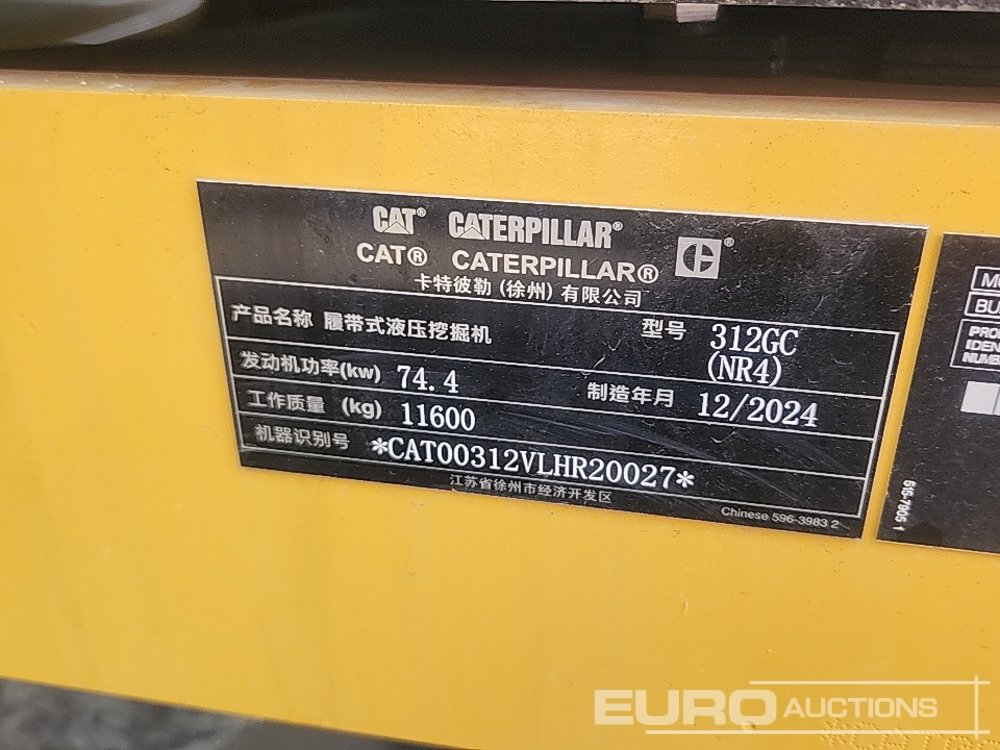 CAT® CATERPILLAR®
CAT® CATERPILLAR®
卡特彼勒 (徐州) 有限公司
产品名称 履带式液压挖掘机 型号 312GC (NR4)
发动机功率(kw) 74.4 制造年月 12/2024
工作质量 (kg) 11600
机器识别号 *CAT00312VLHR20027*
江苏省徐州市经济开发区
Chinese 596-3983 2
515-7905 1
EURO AUCTIONS